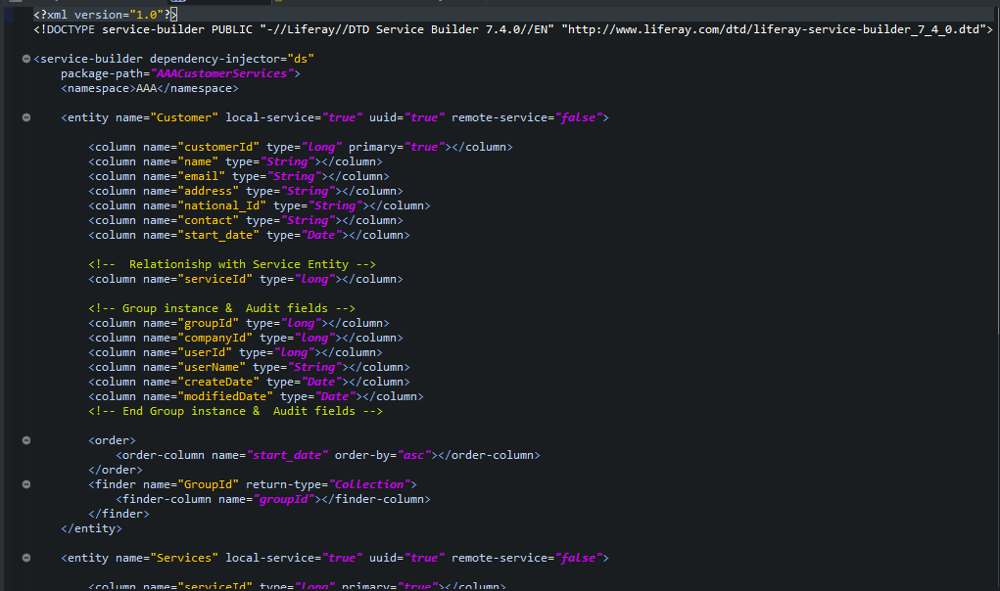 <?xml version="1.0"?>
<!DOCTYPE service-builder PUBLIC "-//Liferay//DTD Service Builder 7.4.0//EN" "http://www.liferay.com/dtd/liferay-service-builder_7_4_0.dtd">
<service-builder dependency-injector="ds"
package-path="AAACustomerServices">
<namespace>AAA</namespace>
<entity name="Customer" local-service="true" uuid="true" remote-service="false">
<column name="customerId" type="long" primary="true"></column>
<column name="name" type="String"></column>
<column name="email" type="String"></column>
<column name="address" type="String"></column>
<column name="national_Id" type="String"></column>
<column name="contact" type="String"></column>
<column name="start_date" type="Date"></column>
<!--  Relationishp with Service Entity -->
<column name="serviceId" type="long"></column>
<!-- Group instance &  Audit fields -->
<column name="groupId" type="long"></column>
<column name="companyId" type="long"></column>
<column name="userId" type="long"></column>
<column name="userName" type="String"></column>
<column name="createDate" type="Date"></column>
<column name="modifiedDate" type="Date"></column>
<!-- End Group instance &  Audit fields -->
<order>
<order-column name="start_date" order-by="asc"></order-column>
</order>
<finder name="GroupId" return-type="Collection">
<finder-column name="groupId"></finder-column>
</finder>
</entity>
<entity name="Services" local-service="true" uuid="true" remote-service="false">
<column name="serviceId" type="long" primary="true"></column>